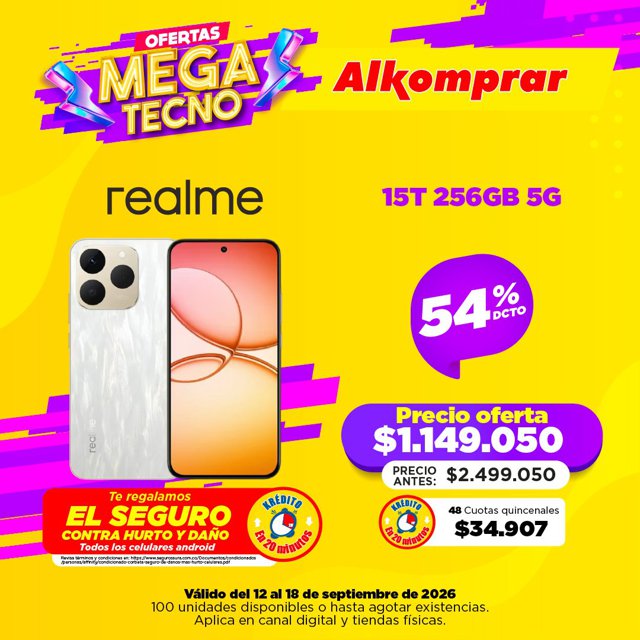 OFERTAS
MEGA
TECNO
Alkomprar
realme
15T 256GB 5G
54%
DCTO
realme
Precio oferta
$1.149.050
PRECIO ANTES: $2.499.050
Te regalamos
EL SEGURO
CONTRA HURTO Y DAÑO
Todos los celulares android
KRÉDITO
En 20 minutos
KRÉDITO
En 20 minutos
48 Cuotas quincenales
$34.907
Válido del 12 al 18 de septiembre de 2026
100 unidades disponibles o hasta agotar existencias.
Aplica en canal digital y tiendas físicas.